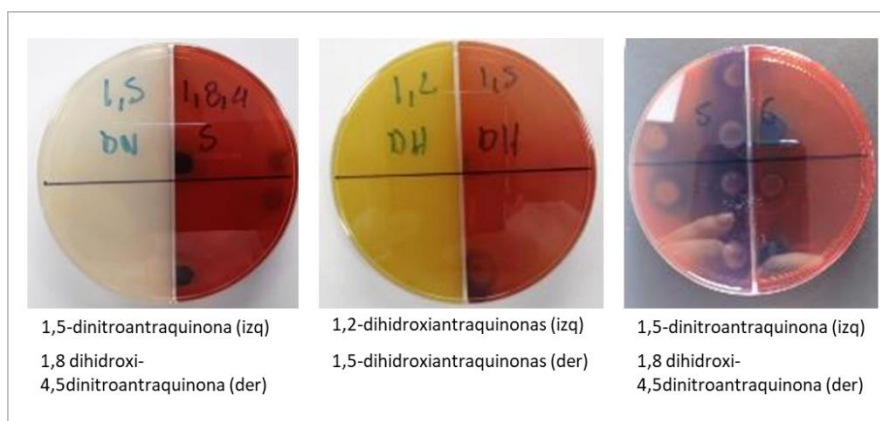 1,5 1,8,4
DN 5
1,2 1,5
DH DH
5 6
1,5-dinitroantraquinona (izq)
1,8 dihidroxi-
4,5dinitroantraquinona (der)
1,2-dihidroxiantraquinonas (izq)
1,5-dihidroxiantraquinonas (der)
1,5-dinitroantraquinona (izq)
1,8 dihidroxi-
4,5dinitroantraquinona (der)